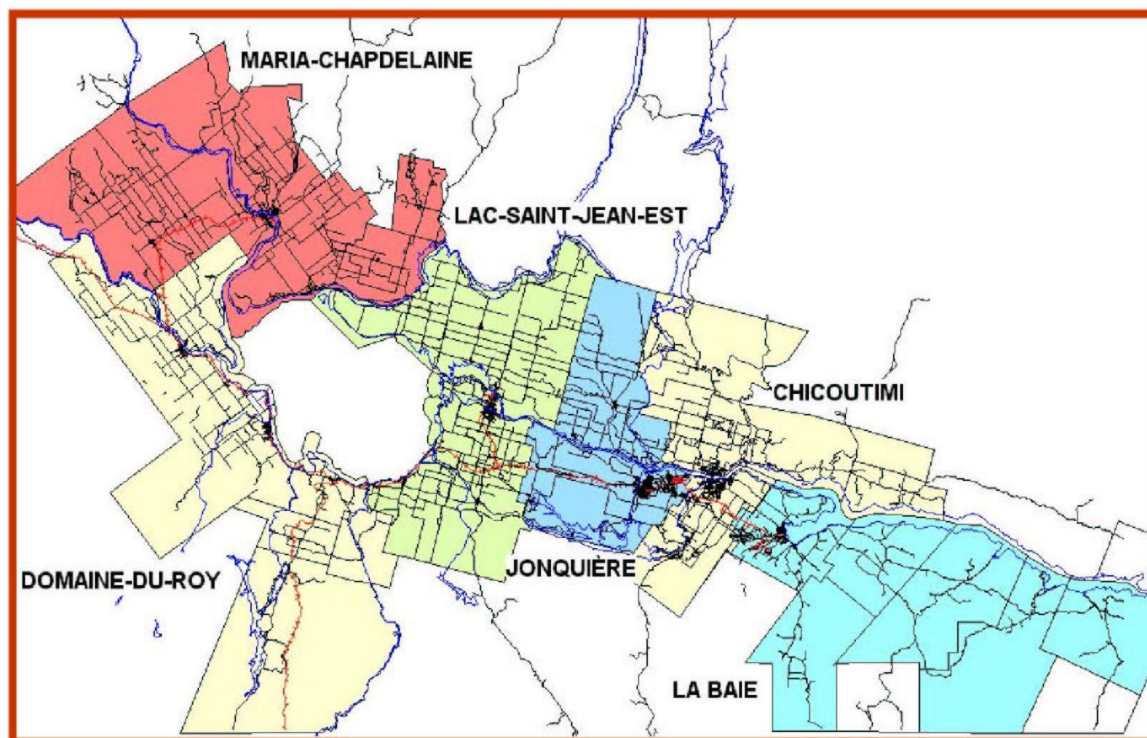 MARIA-CHAPDELAINE
LAC-SAINT-JEAN-EST
CHICOUTIMI
DOMAINE-DU-ROY
JONQUIÈRE
LA BAIE